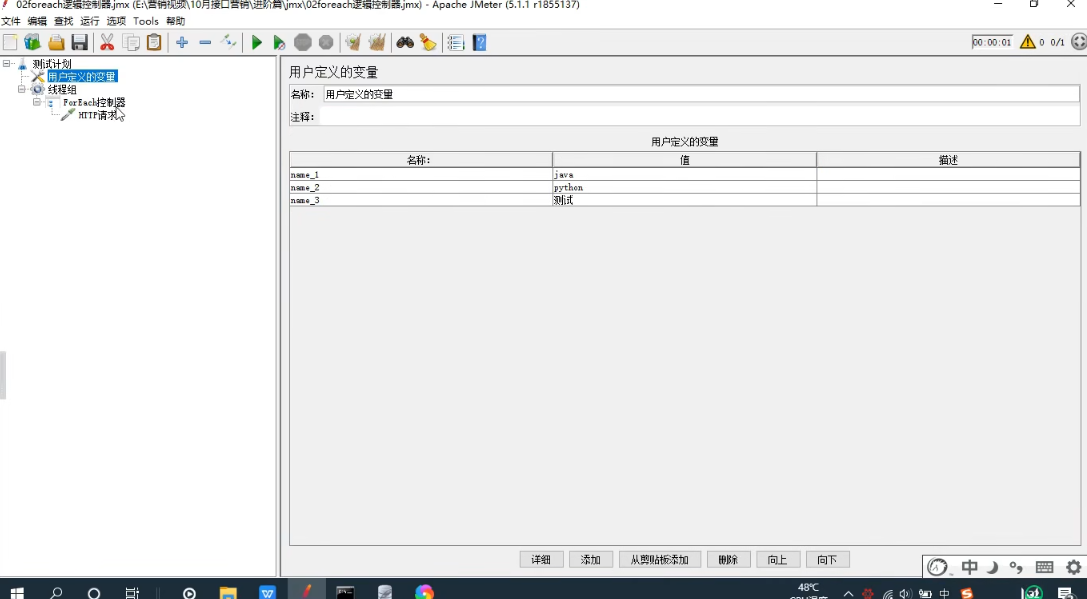 02foreach逻辑控制器.jmx (E:\营销视频\10月接口营销\进阶篇\jmx\02foreach逻辑控制器.jmx) - Apache JMeter (5.1.1 r1855137)
文件 编辑 查找 运行 选项 Tools 帮助
00:00:01 0 0/1
测试计划
用户定义的变量
线程组
ForEach控制器
HTTP请求
用户定义的变量
名称: 用户定义的变量
注释:
用户定义的变量
名称: 值 描述
name_1 java
name_2 python
name_3 测试
详细 添加 从剪贴板添加 删除 向上 向下
中
48℃
中